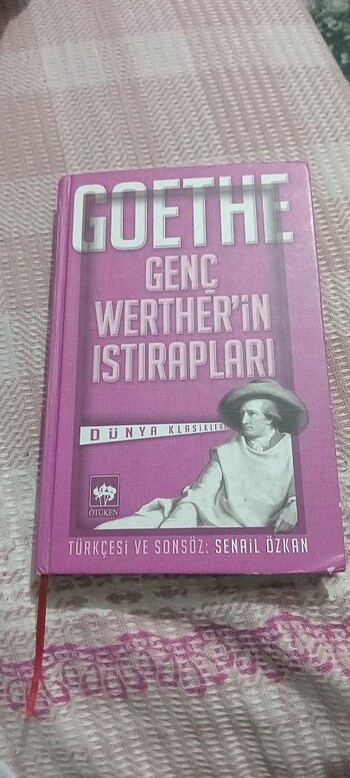 GOETHE
GENÇ
WERTHER'İN
ISTIRAPLARI
DÜNYA KLASİKLERİ
ÖTÜKEN
TÜRKÇESİ VE SONSÖZ: SENAİL ÖZKAN